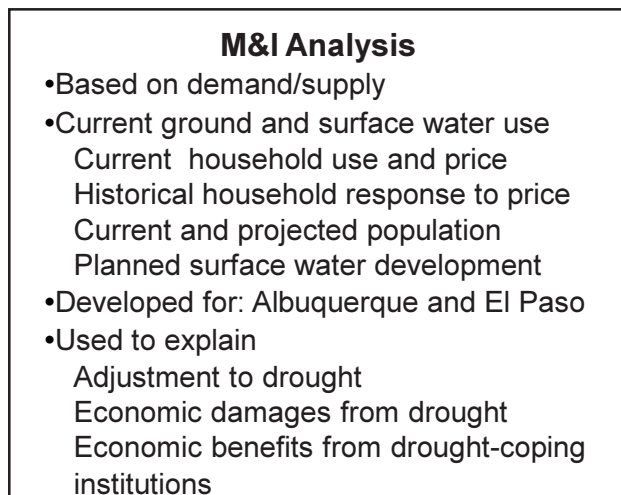 M&I Analysis
•Based on demand/supply
•Current ground and surface water use
Current household use and price
Historical household response to price
Current and projected population
Planned surface water development
•Developed for: Albuquerque and El Paso
•Used to explain
Adjustment to drought
Economic damages from drought
Economic benefits from drought-coping
institutions